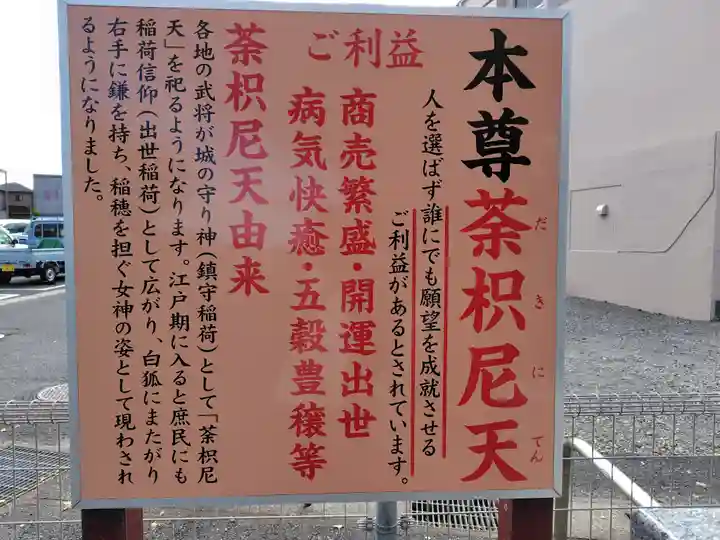 本尊荼枳尼天
だきにてん
人を選ばず誰にでも願望を成就させる
ご利益があるとされています。
ご利益
商売繁盛・開運出世
病気快癒・五穀豊穣等
荼枳尼天由来
各地の武将が城の守り神（鎮守稲荷）として「荼枳尼
天」を祀るようになります。江戸期に入ると庶民にも
稲荷信仰（出世稲荷）として広がり、白狐にまたがり
右手に鎌を持ち、稲穂を担ぐ女神の姿として現わされ
るようになりました。